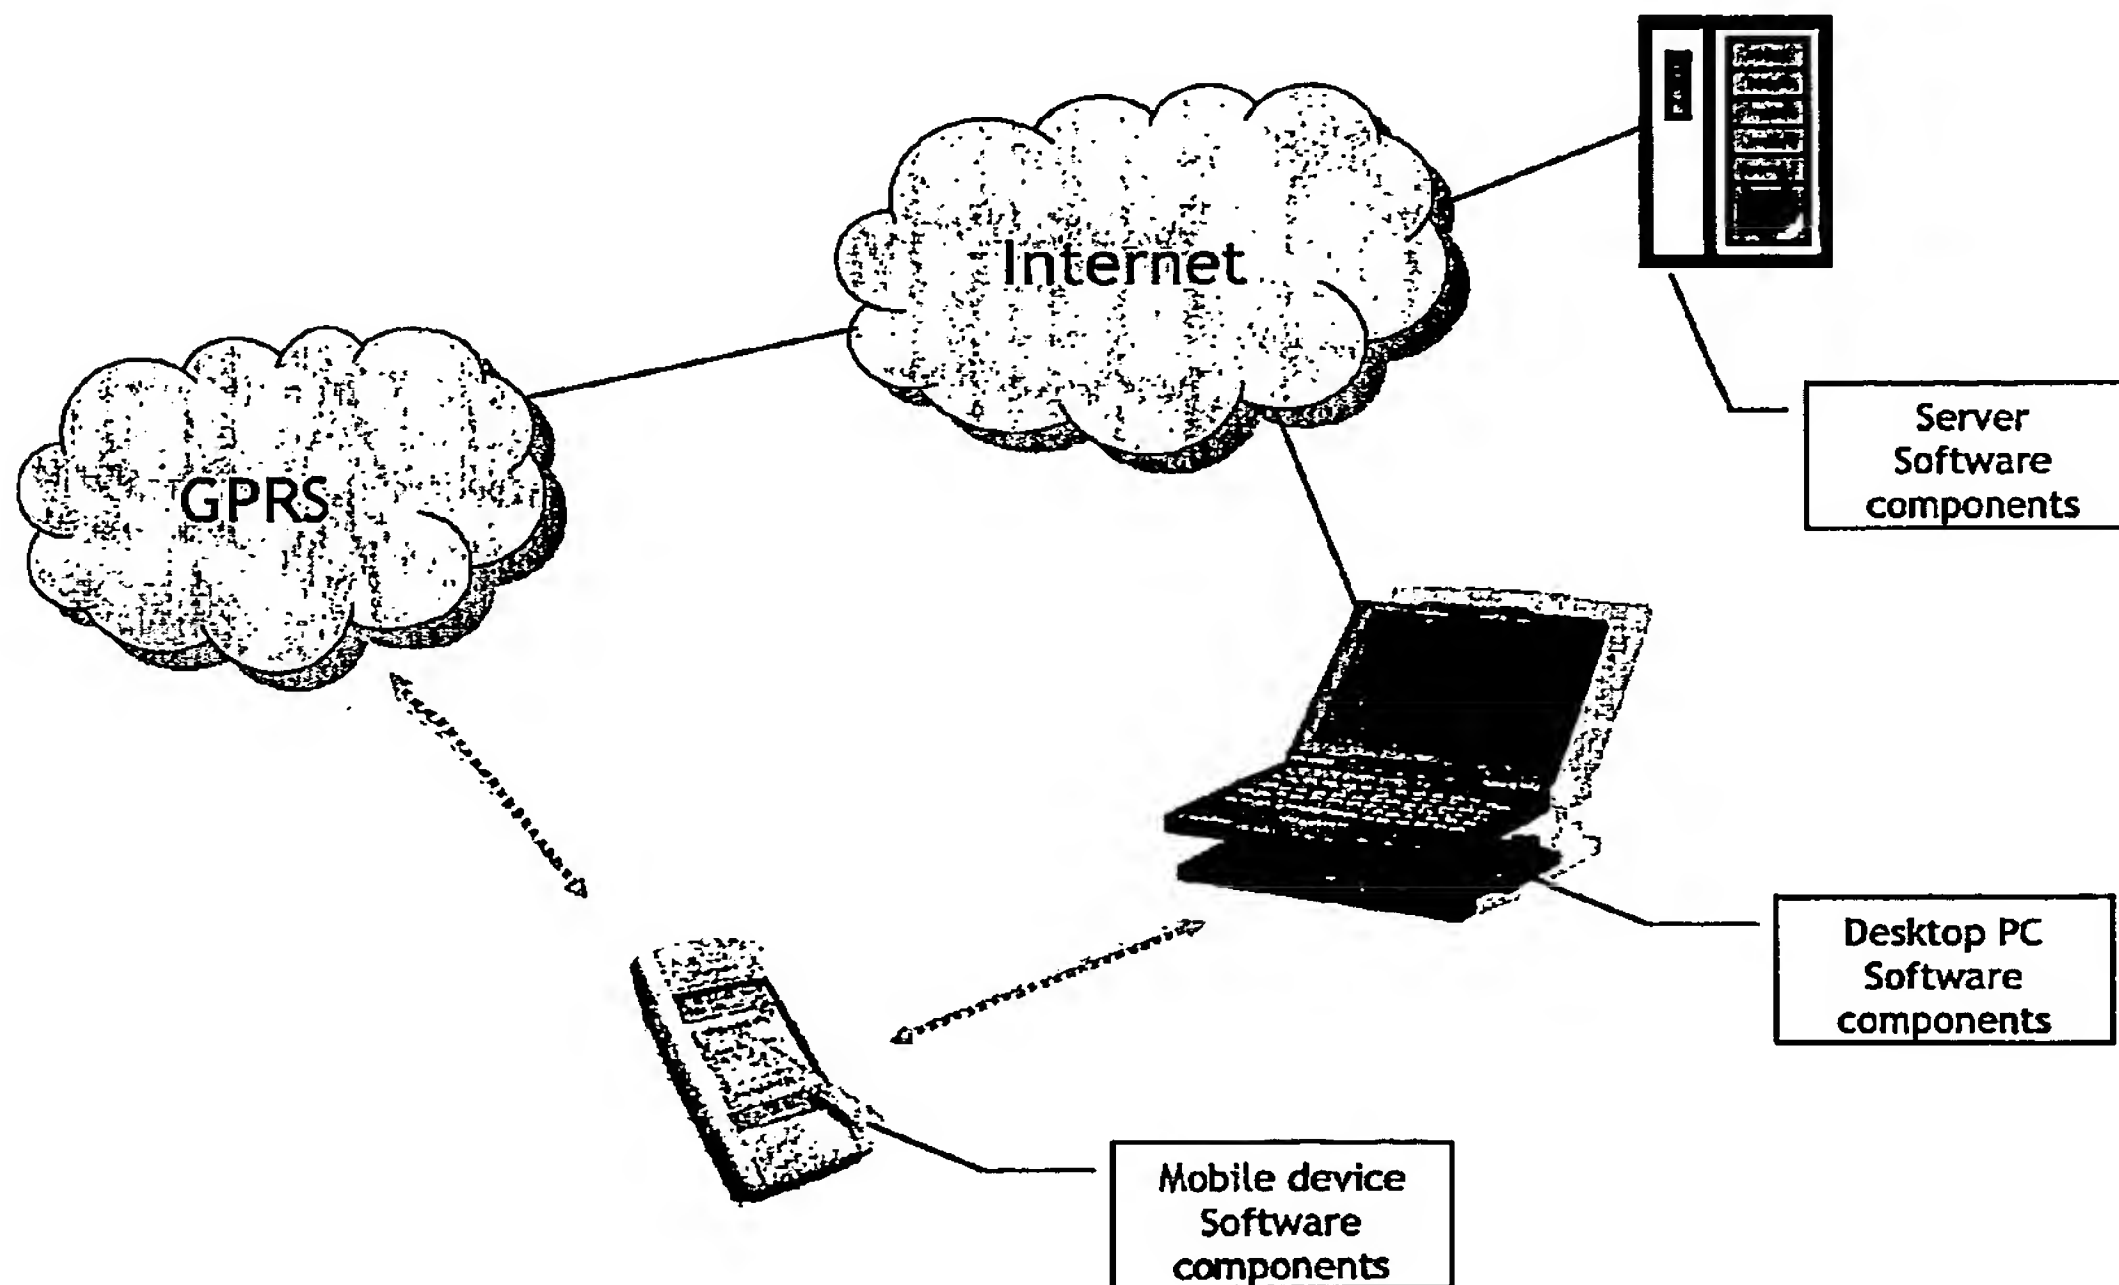 Internet
GPRS
Server
Software
components
Desktop PC
Software
components
Mobile device
Software
components